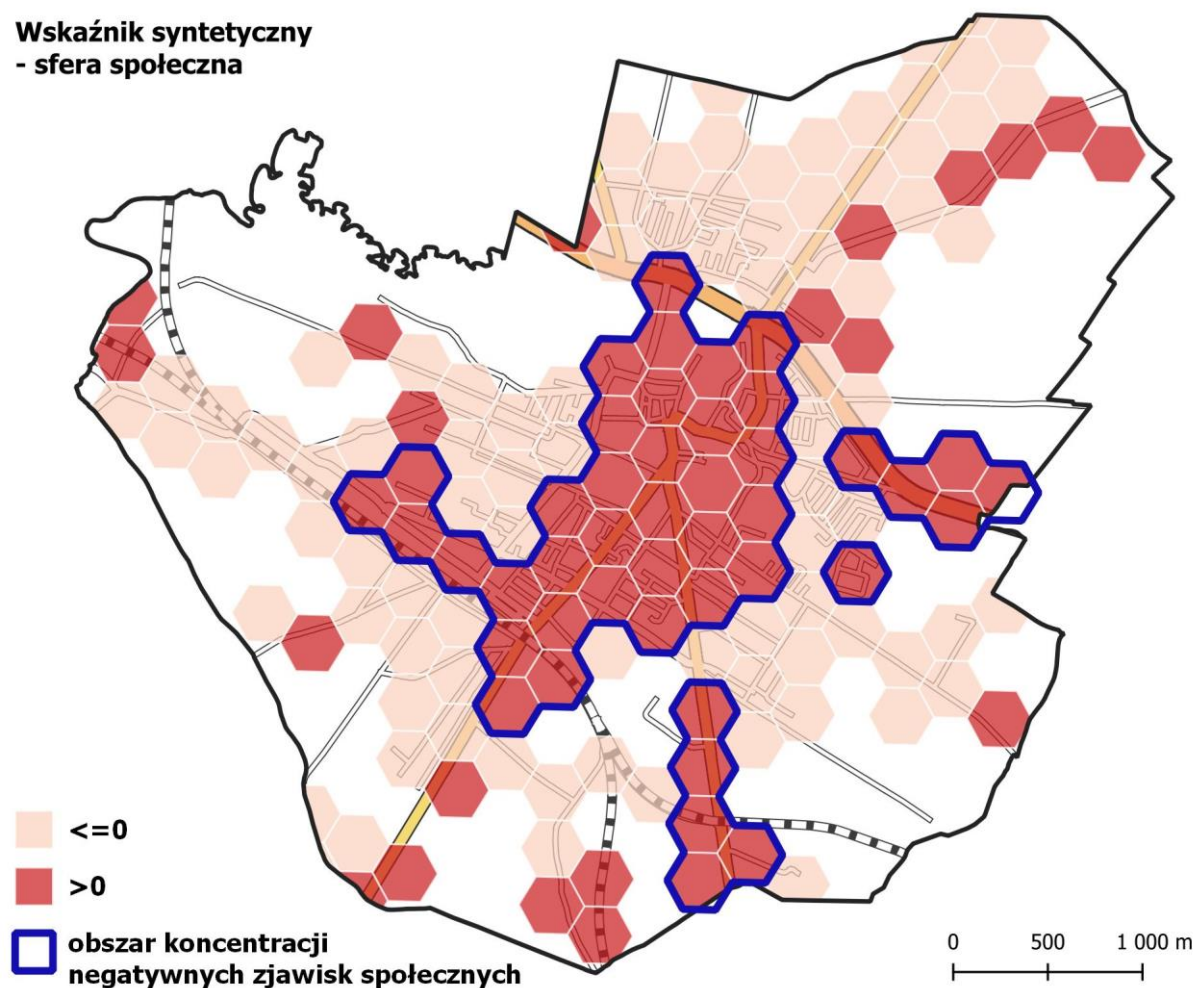 Wskaźnik syntetyczny
- sfera społeczna
<=0
>0
obszar koncentracji
negatywnych zjawisk społecznych
0 500 1 000 m